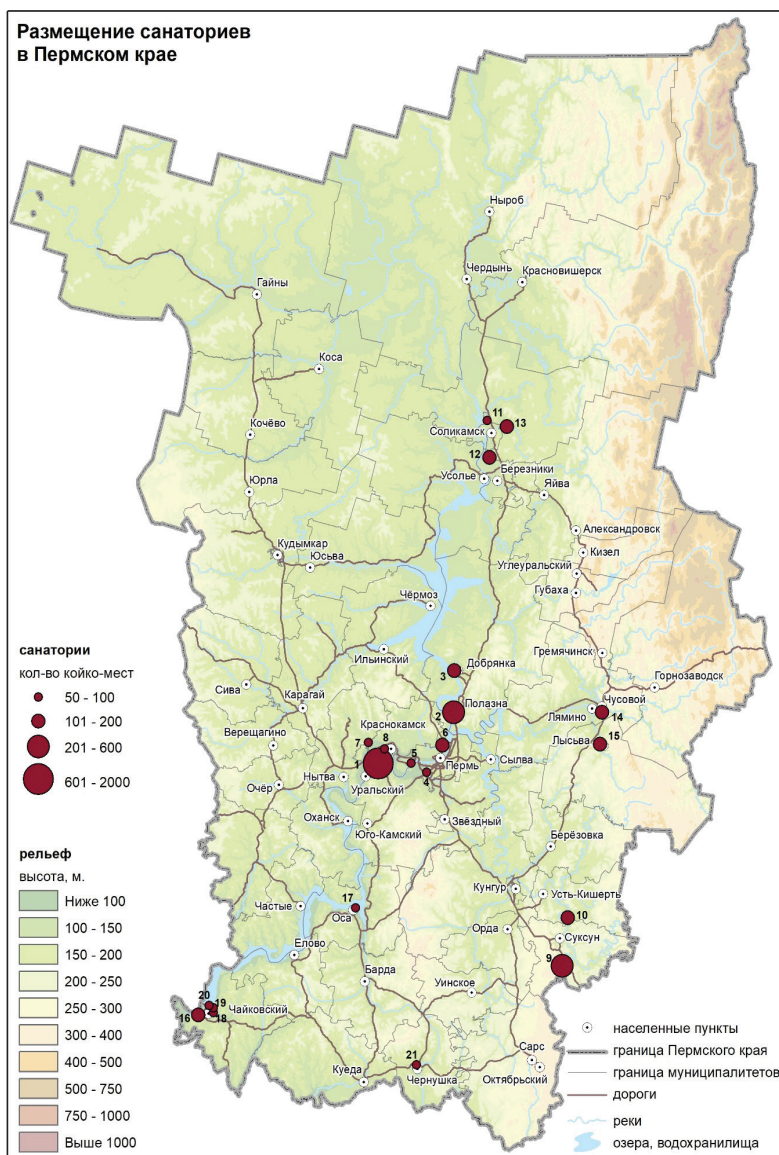 Размещение санаториев
в Пермском крае
Ныроб
Чердынь
Красновишерск
Гайны
Коса
Кочёво
11
13
Соликамск
12
Усолье
Березники
Юрла
Яйва
Александровск
Кудымкар
Кизел
Юсьва
Углеуральский
Губаха
Чёрмоз
Ильинский
Гремячинск
3
Добрянка
Сива
Горнозаводск
Карагай
2
Полазна
Чусовой
Лямино
14
Краснокамск
Верещагино
7
8
6
Лысьва
15
5
Пермь
Сылва
1
4
Нытва
Уральский
Очёр
Оханск
Юго-Камский
Звёздный
Берёзовка
Кунгур
Усть-Кишерть
17
Частые
Оса
10
Орда
Суксун
Елово
9
Барда
Уинское
20
19
16
18
Чайковский
21
Сарс
Куеда
Чернушка
Октябрьский
санатории
кол-во койко-мест
50 - 100
101 - 200
201 - 600
601 - 2000
рельеф
высота, м.
Ниже 100
100 - 150
150 - 200
200 - 250
250 - 300
300 - 400
400 - 500
500 - 750
750 - 1000
Выше 1000
населенные пункты
граница Пермского края
граница муниципалитетов
дороги
реки
озера, водохранилища